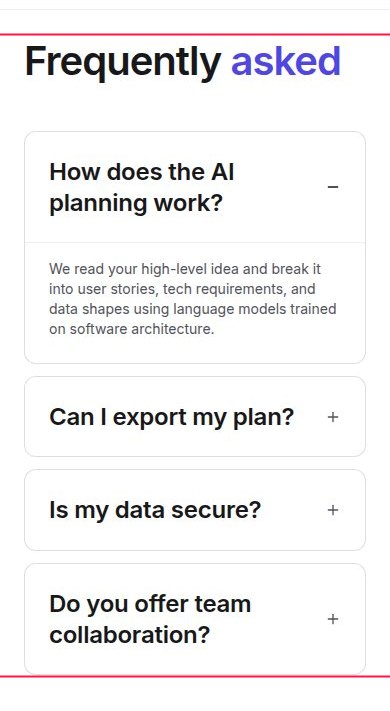 Frequently asked
How does the AI
planning work?
We read your high-level idea and break it
into user stories, tech requirements, and
data shapes using language models trained
on software architecture.
Can I export my plan?
Is my data secure?
Do you offer team
collaboration?